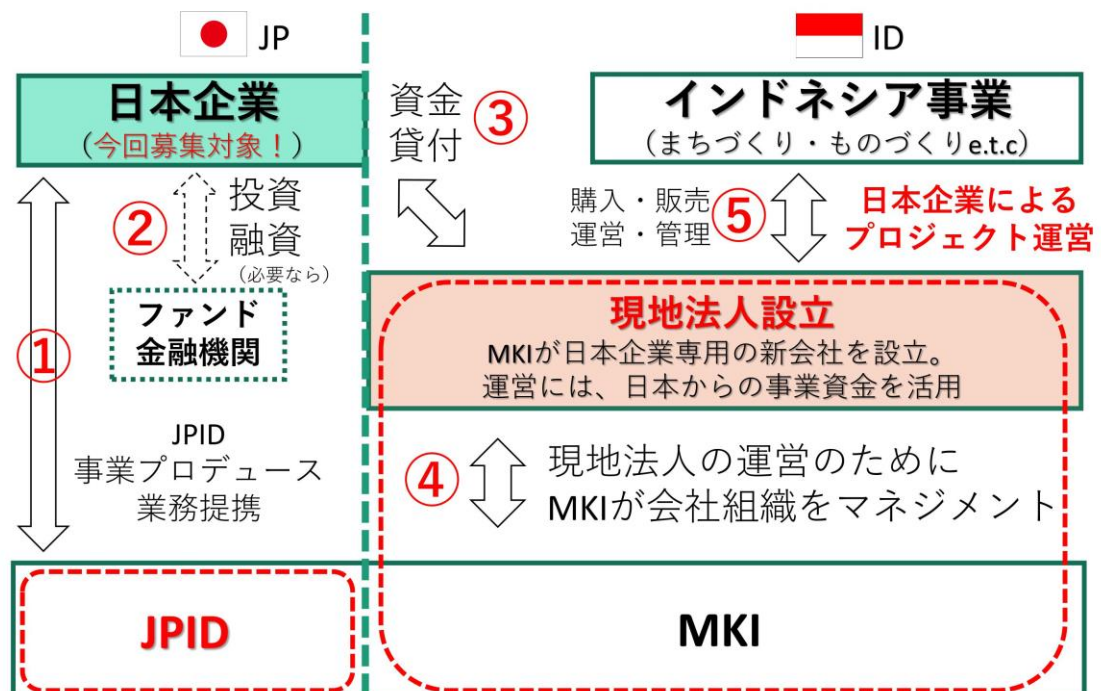 JP
ID
日本企業
（今回募集対象！）
資金
貸付
③
インドネシア事業
（まちづくり・ものづくりe.t.c）
②
投資
融資
（必要なら）
購入・販売
運営・管理
⑤
日本企業による
プロジェクト運営
ファンド
金融機関
①
現地法人設立
MKIが日本企業専用の新会社を設立。
運営には、日本からの事業資金を活用
JPID
事業プロデュース
業務提携
④
現地法人の運営のために
MKIが会社組織をマネジメント
JPID
MKI